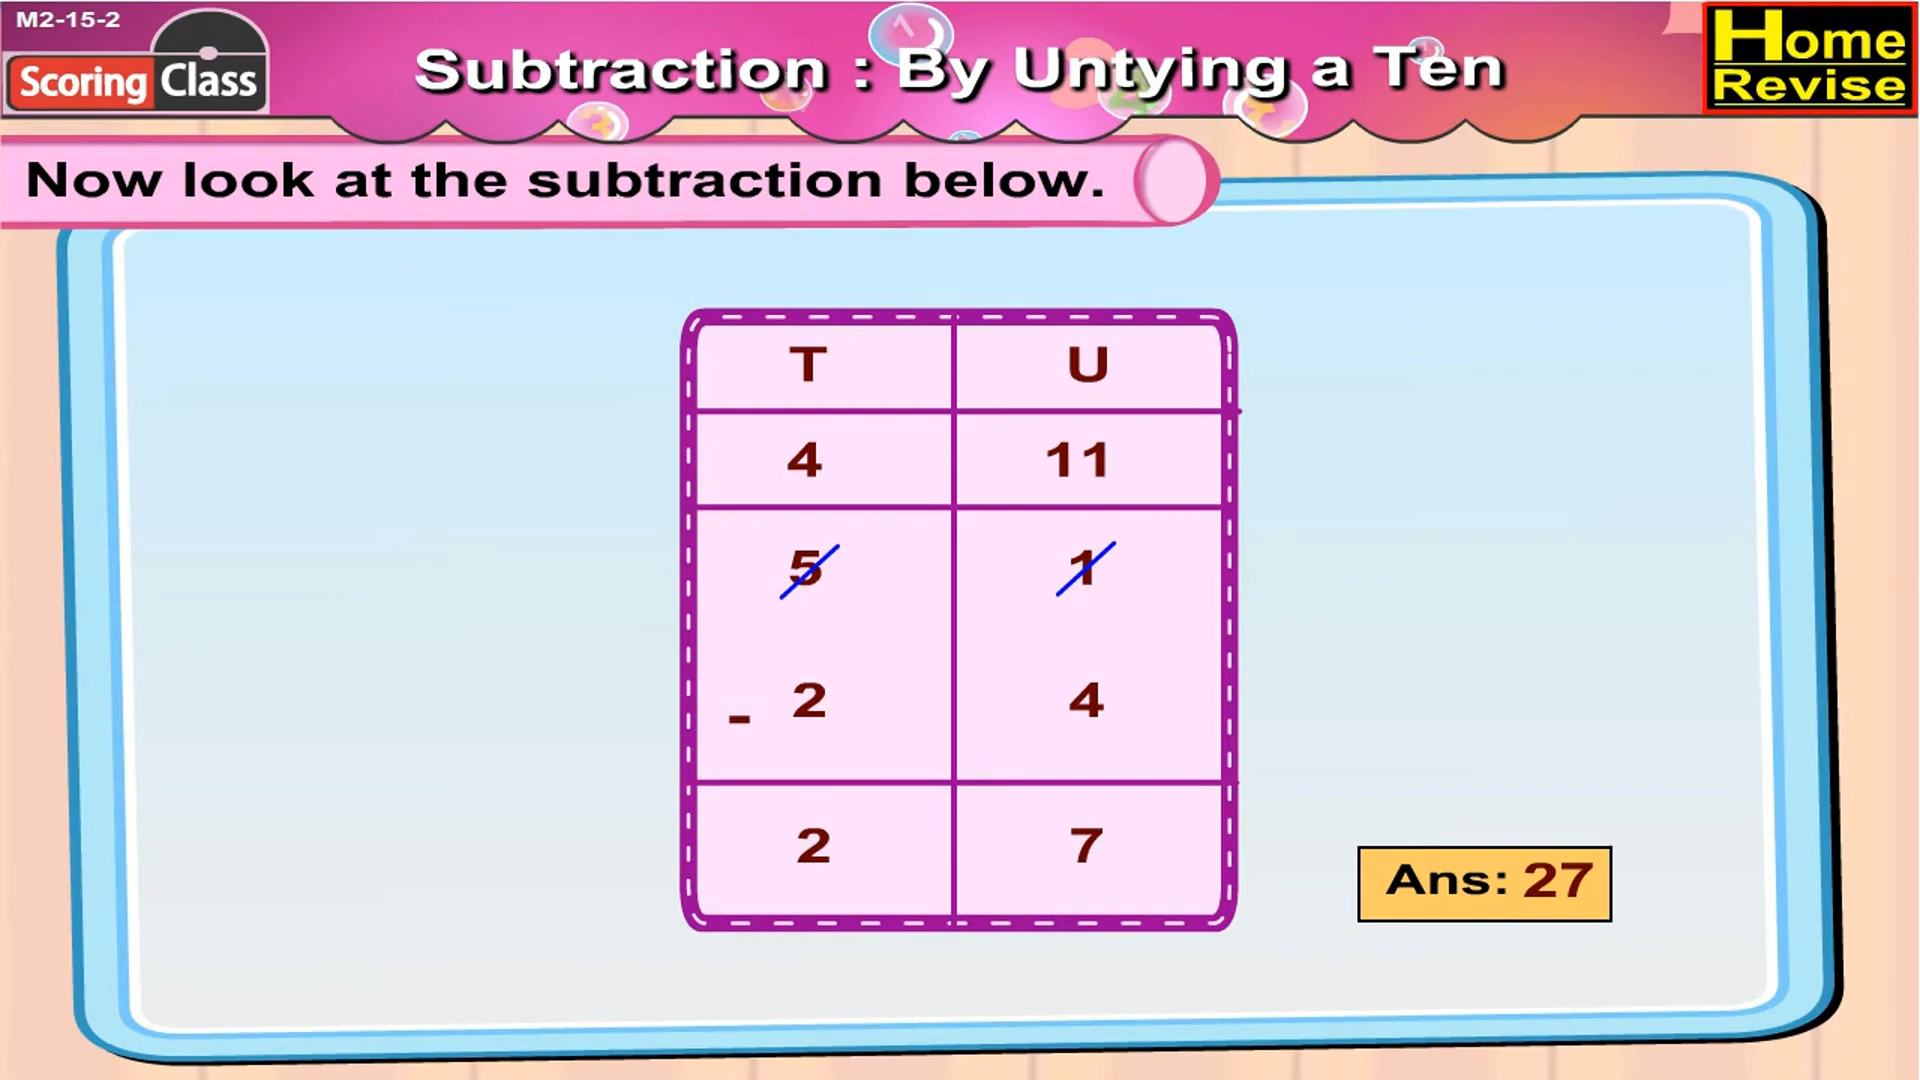 M2-15-2
Scoring Class
Subtraction : By Untying a Ten
Home
Revise
Now look at the subtraction below.
T U
4 11
5 1
- 2 4
2 7
Ans: 27